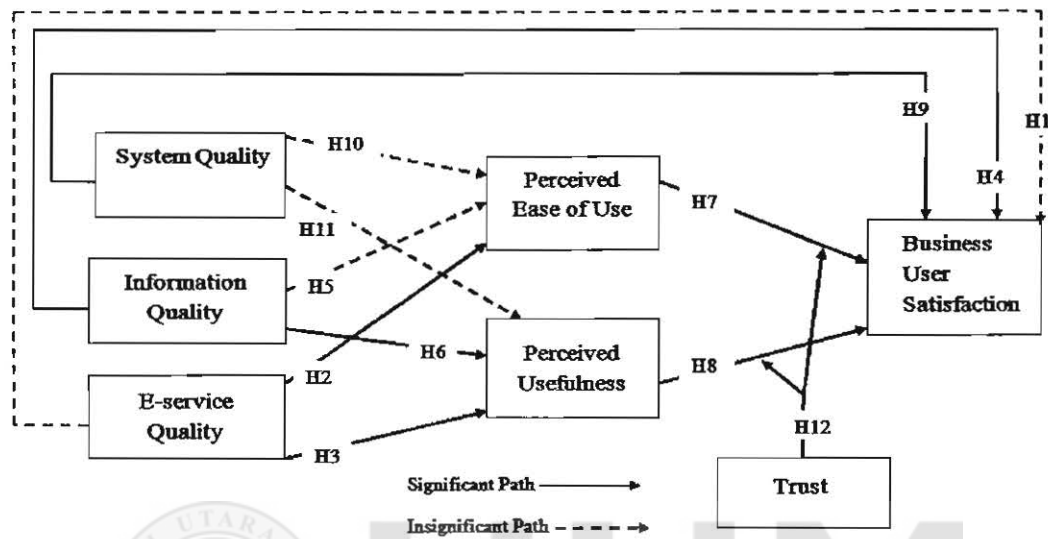 H9
H1
H10
System Quality
Perceived
Ease of Use
H7
H4
H11
Business
User
Satisfaction
Information
Quality
H5
H6
Perceived
Usefulness
H8
H2
E-service
Quality
H3
H12
Trust
Significant Path
Insignificant Path
UTARA